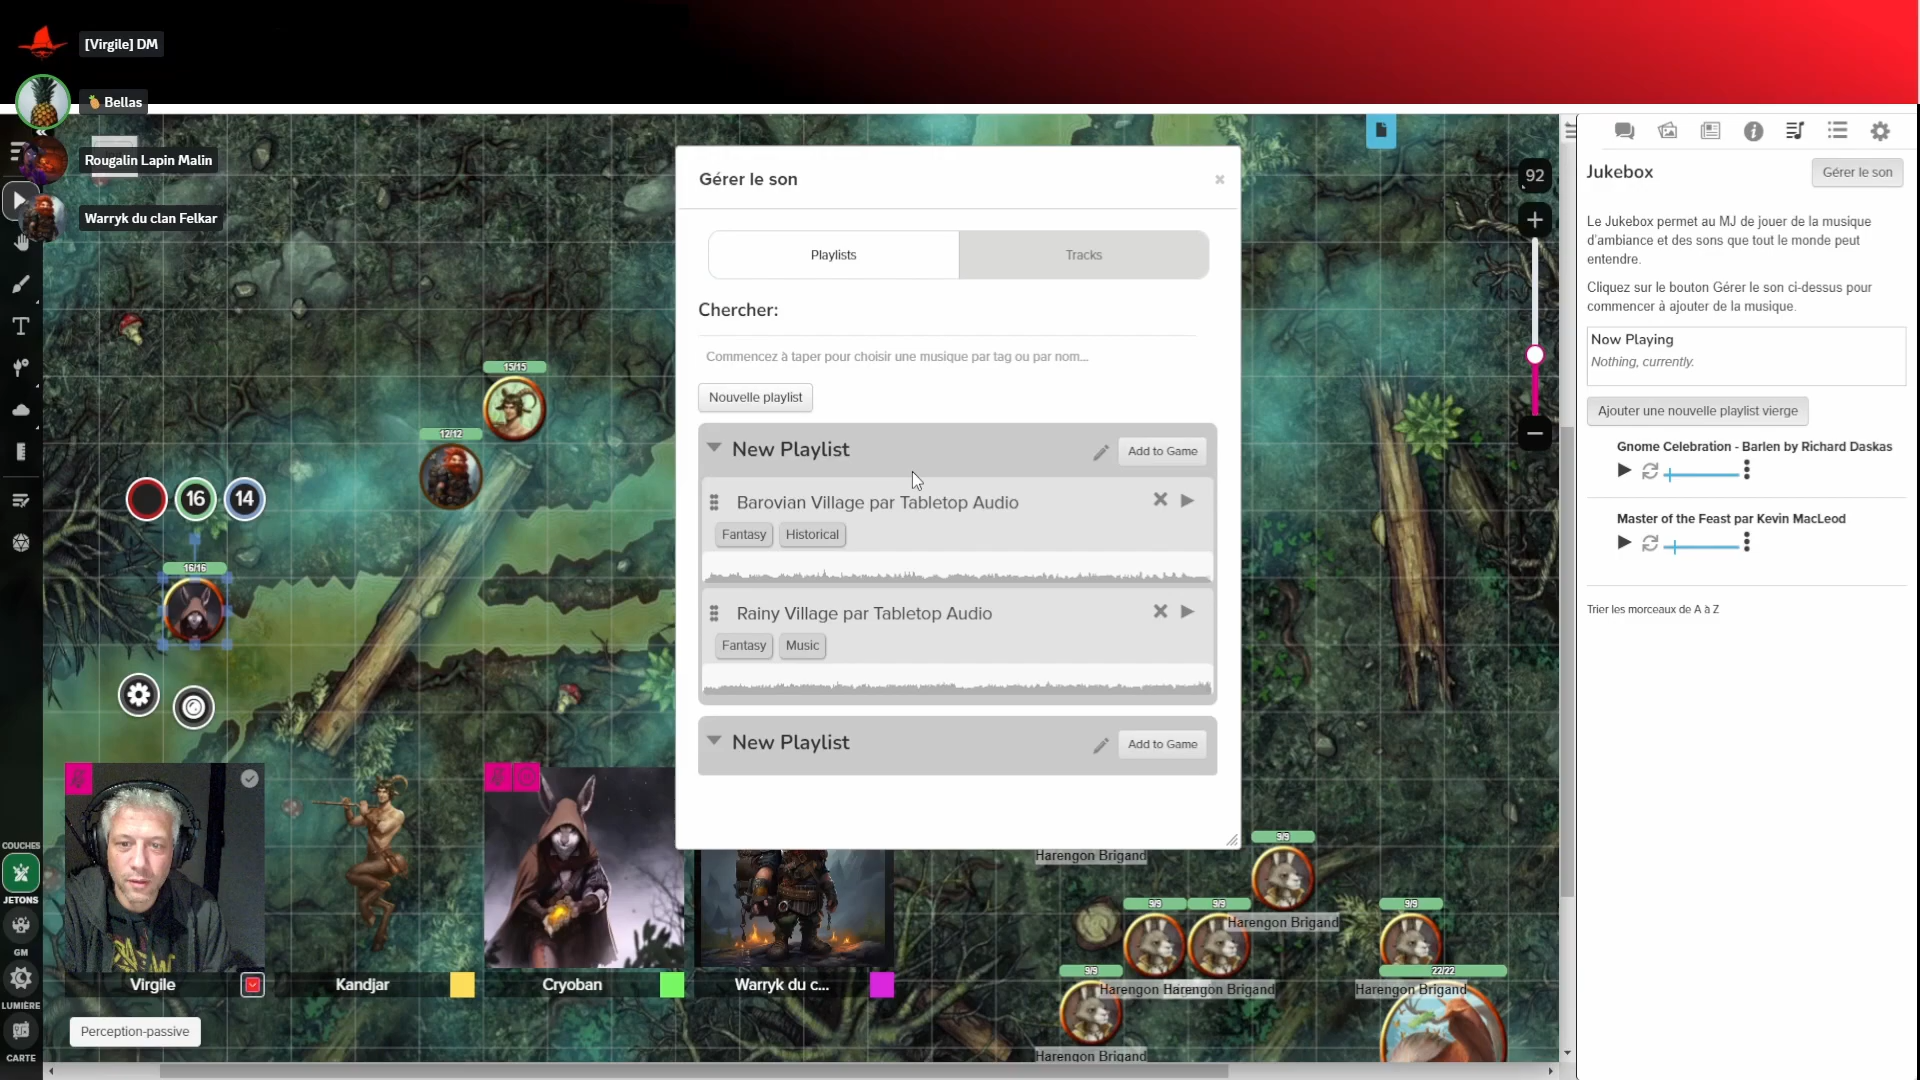 [Virgile] DM
🍍 Bellas
Rougalin Lapin Malin
Warryk du clan Felkar
Gérer le son
Playlists
Tracks
Chercher:
Commencez à taper pour choisir une musique par tag ou par nom...
Nouvelle playlist
New Playlist
Add to Game
Barovian Village par Tabletop Audio
Fantasy
Historical
Rainy Village par Tabletop Audio
Fantasy
Music
New Playlist
Add to Game
92
Jukebox
Gérer le son
Le Jukebox permet au MJ de jouer de la musique
d'ambiance et des sons que tout le monde peut
entendre.
Cliquez sur le bouton Gérer le son ci-dessus pour
commencer à ajouter de la musique.
Now Playing
Nothing, currently.
Ajouter une nouvelle playlist vierge
Gnome Celebration - Barlen by Richard Daskas
Master of the Feast par Kevin MacLeod
Trier les morceaux de A à Z
15/15
12/12
16
14
16/16
COUCHES
JETONS
GM
LUMIÈRE
CARTE
Virgile
Kandjar
Cryoban
Warryk du c...
Perception-passive
Harengon Brigand
9/9
Harengon Brigand
9/9
9/9
9/9
9/9
22/22
Harengon Brigand
Harengon Brigand
Harengon Brigand